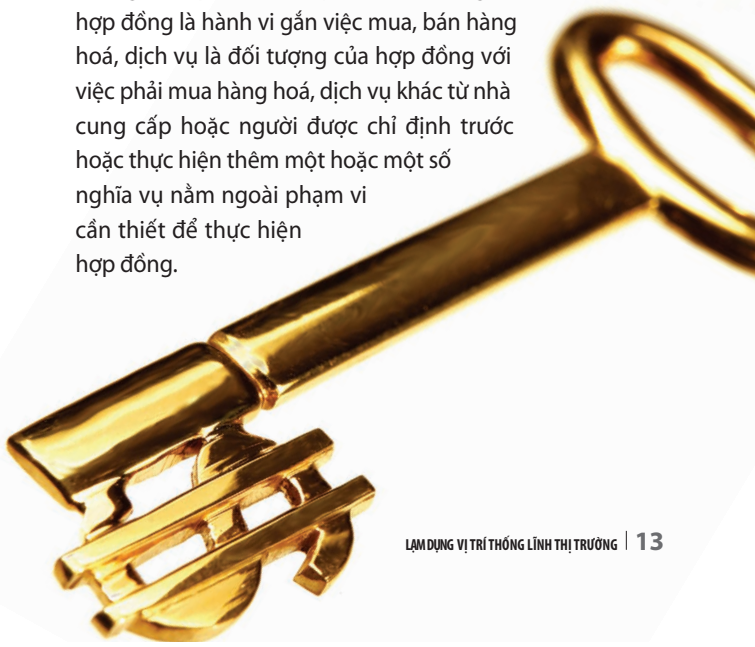 hợp đồng là hành vi gắn việc mua, bán hàng
hoá, dịch vụ là đối tượng của hợp đồng với
việc phải mua hàng hoá, dịch vụ khác từ nhà
cung cấp hoặc người được chỉ định trước
hoặc thực hiện thêm một hoặc một số
nghĩa vụ nằm ngoài phạm vi
cần thiết để thực hiện
hợp đồng.
LẠM DỤNG VỊ TRÍ THỐNG LĨNH THỊ TRƯỜNG | 13